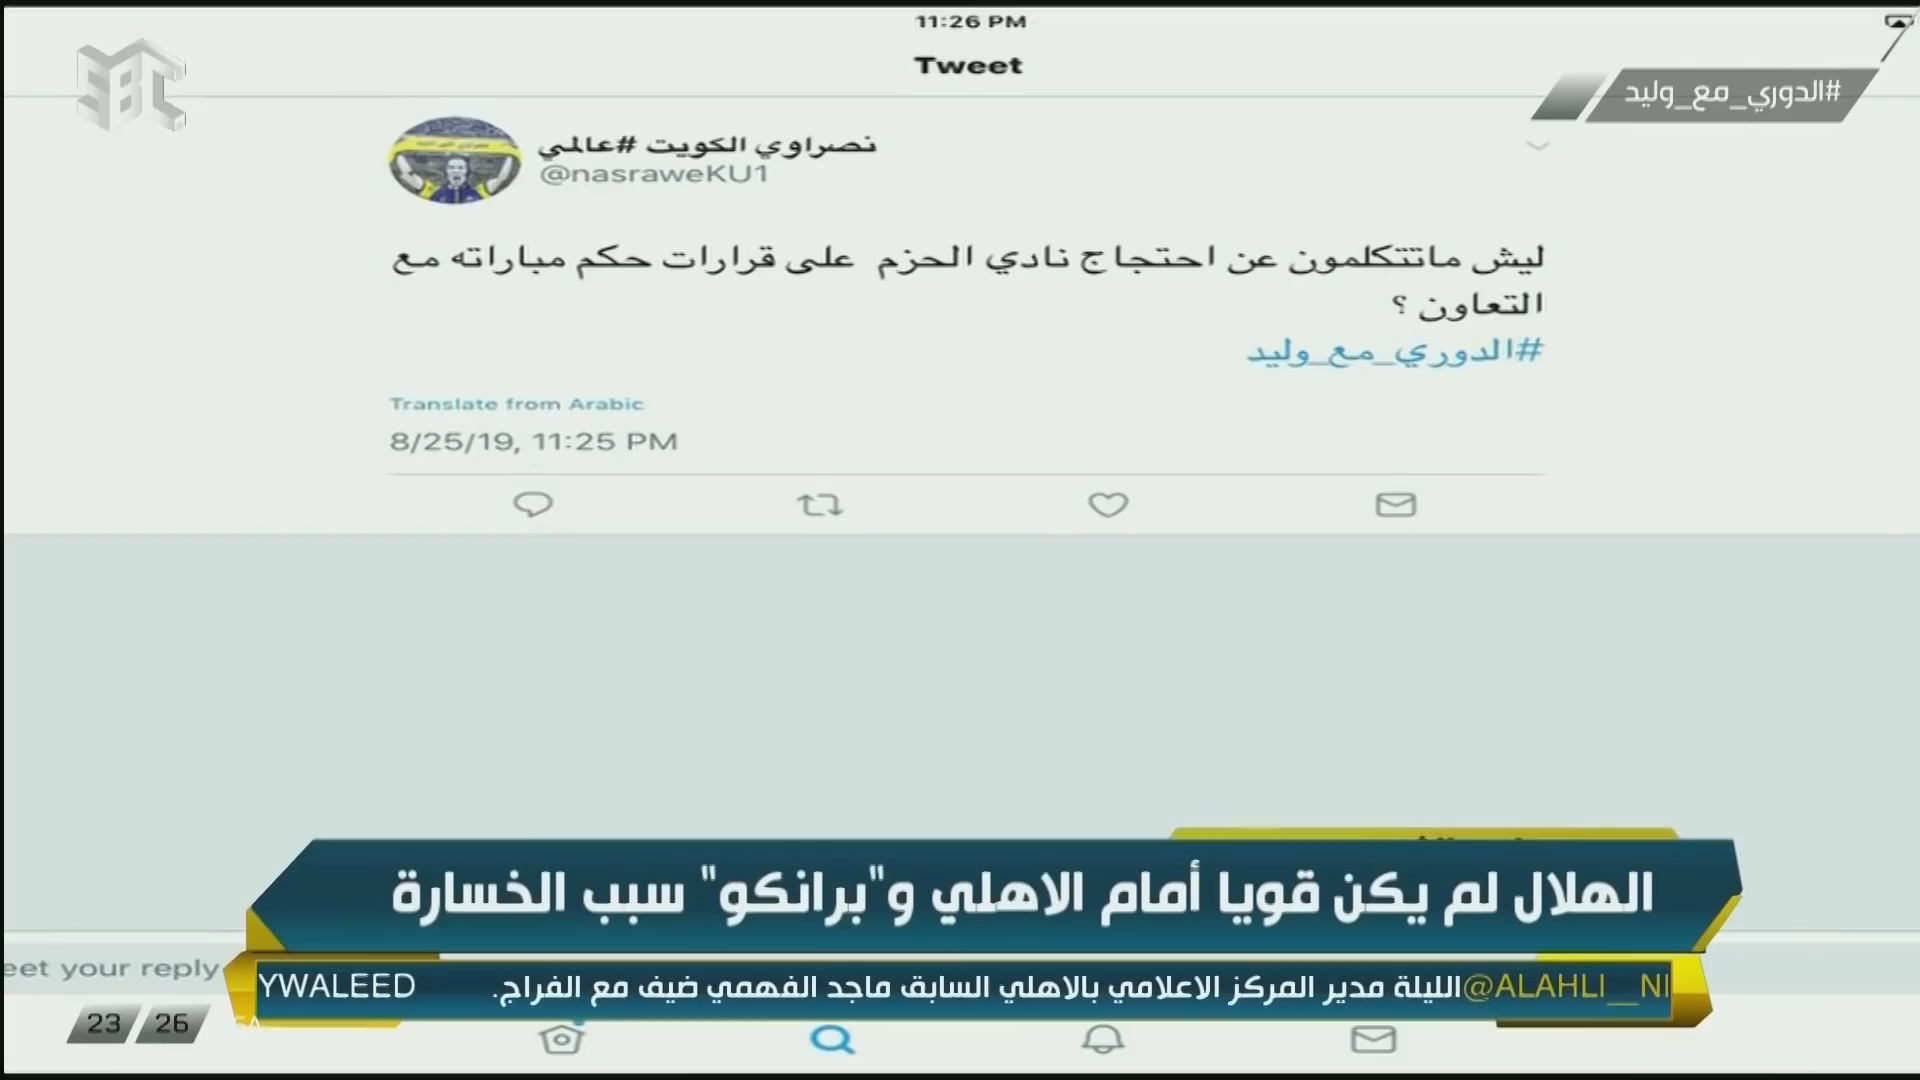 11:26 PM
Tweet
SBC
#الدوري_مع_وليد
نصراوي الكويت #عالمي
@nasraweKU1
ليش ماتتكلمون عن احتجاج نادي الحزم على قرارات حكم مباراته مع
التعاون ؟
#الدوري_مع_وليد
Translate from Arabic
8/25/19, 11:25 PM
الهلال لم يكن قويا أمام الاهلي و"برانكو" سبب الخسارة
eet your reply
@ALAHLI__NI الليلة مدير المركز الاعلامي بالاهلي السابق ماجد الفهمي ضيف مع الفراج. YWALEED
23 26